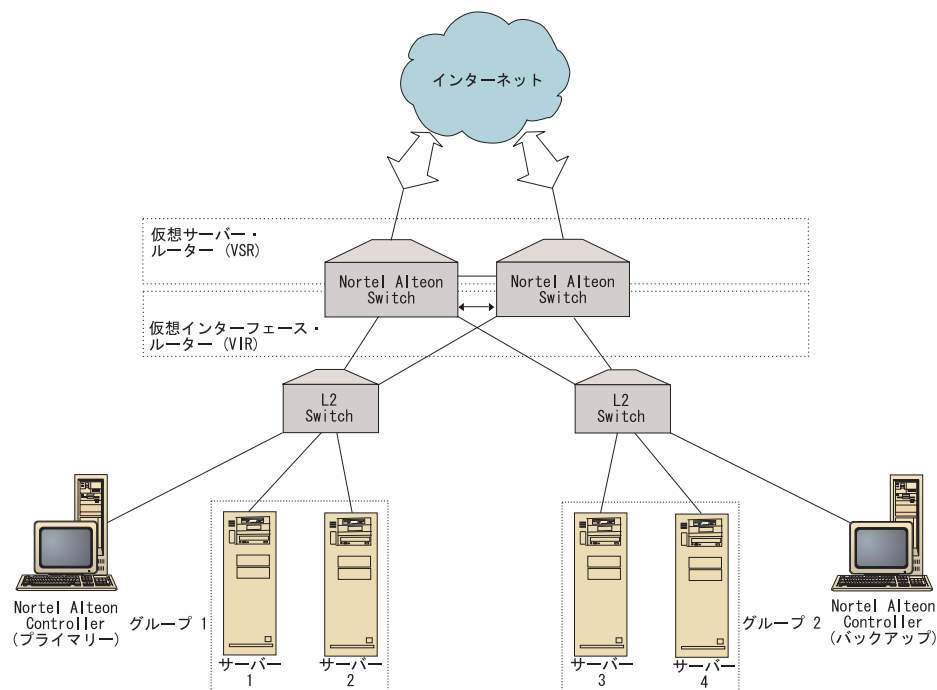 インターネット
仮想サーバー・
ルーター (VSR)
Nortel Alteon
Switch
Nortel Alteon
Switch
仮想インターフェース・
ルーター (VIR)
L2
Switch
L2
Switch
Nortel Alteon
Controller
(プライマリー)
グループ 1
サーバー
1
サーバー
2
サーバー
3
サーバー
4
グループ 2
Nortel Alteon
Controller
(バックアップ)